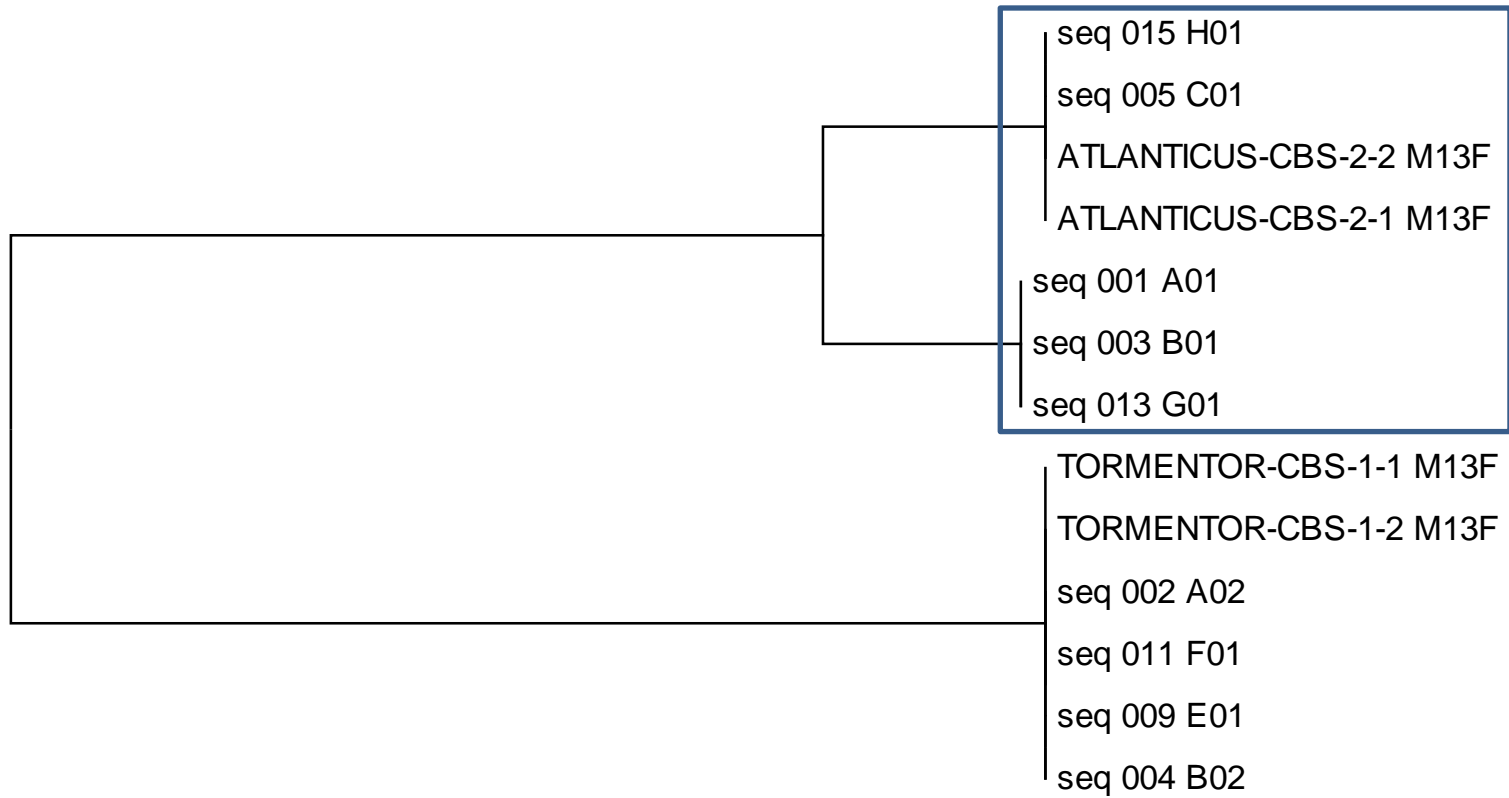 seq 015 H01
seq 005 C01
ATLANTICUS-CBS-2-2 M13F
ATLANTICUS-CBS-2-1 M13F
seq 001 A01
seq 003 B01
seq 013 G01
TORMENTOR-CBS-1-1 M13F
TORMENTOR-CBS-1-2 M13F
seq 002 A02
seq 011 F01
seq 009 E01
seq 004 B02